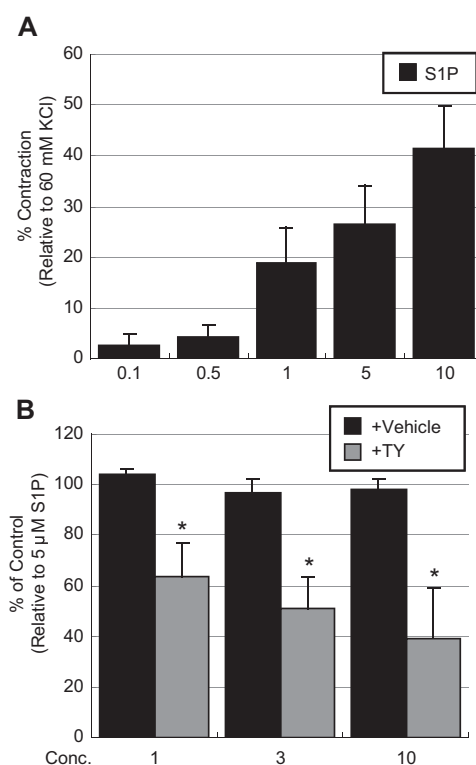 A
60
50
40
30
20
10
0
% Contraction
(Relative to 60 mM KCl)
S1P
0.1 0.5 1 5 10
B
120
100
80
60
40
20
0
% of Control
(Relative to 5 µM S1P)
+Vehicle
+TY
* * *
Conc. 1 3 10